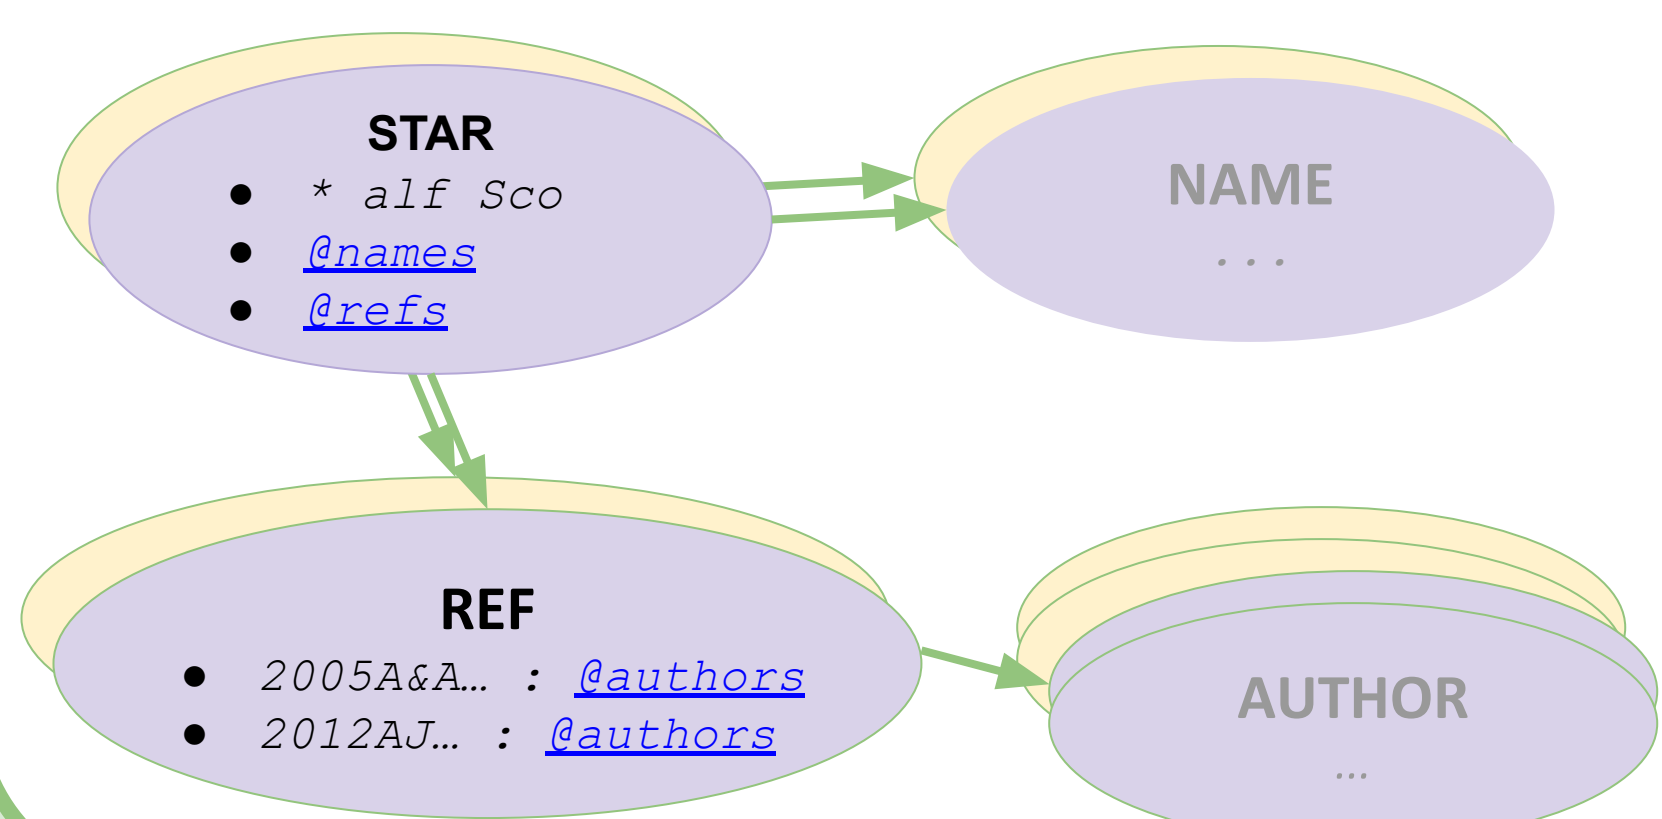 STAR
● * alf Sco
● @names
● @refs
NAME
...
REF
● 2005A&A… : @authors
● 2012AJ… : @authors
AUTHOR
…